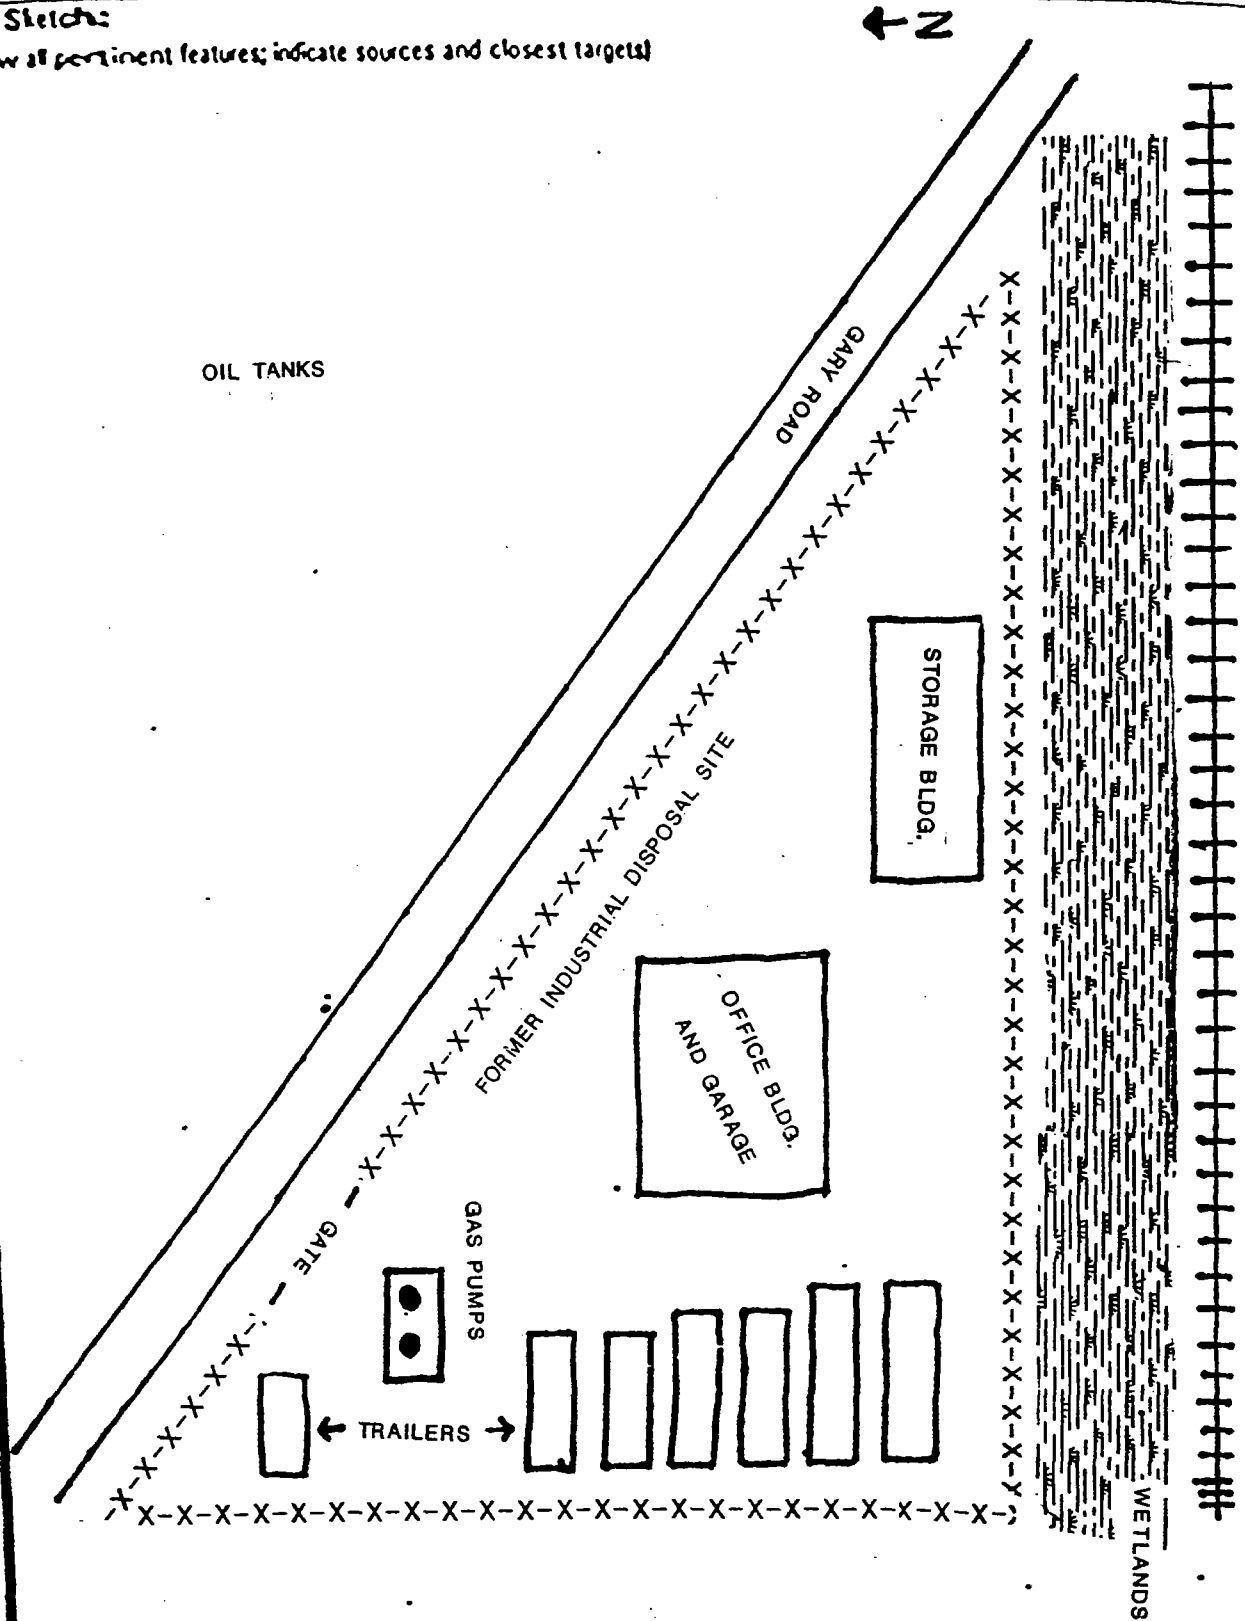 Sketch:
all pertinent features; indicate sources and closest targets)
N
OIL TANKS
GARY ROAD
STORAGE BLDG.
FORMER INDUSTRIAL DISPOSAL SITE
OFFICE BLDG.
AND GARAGE
GATE
GAS PUMPS
TRAILERS
WETLANDS